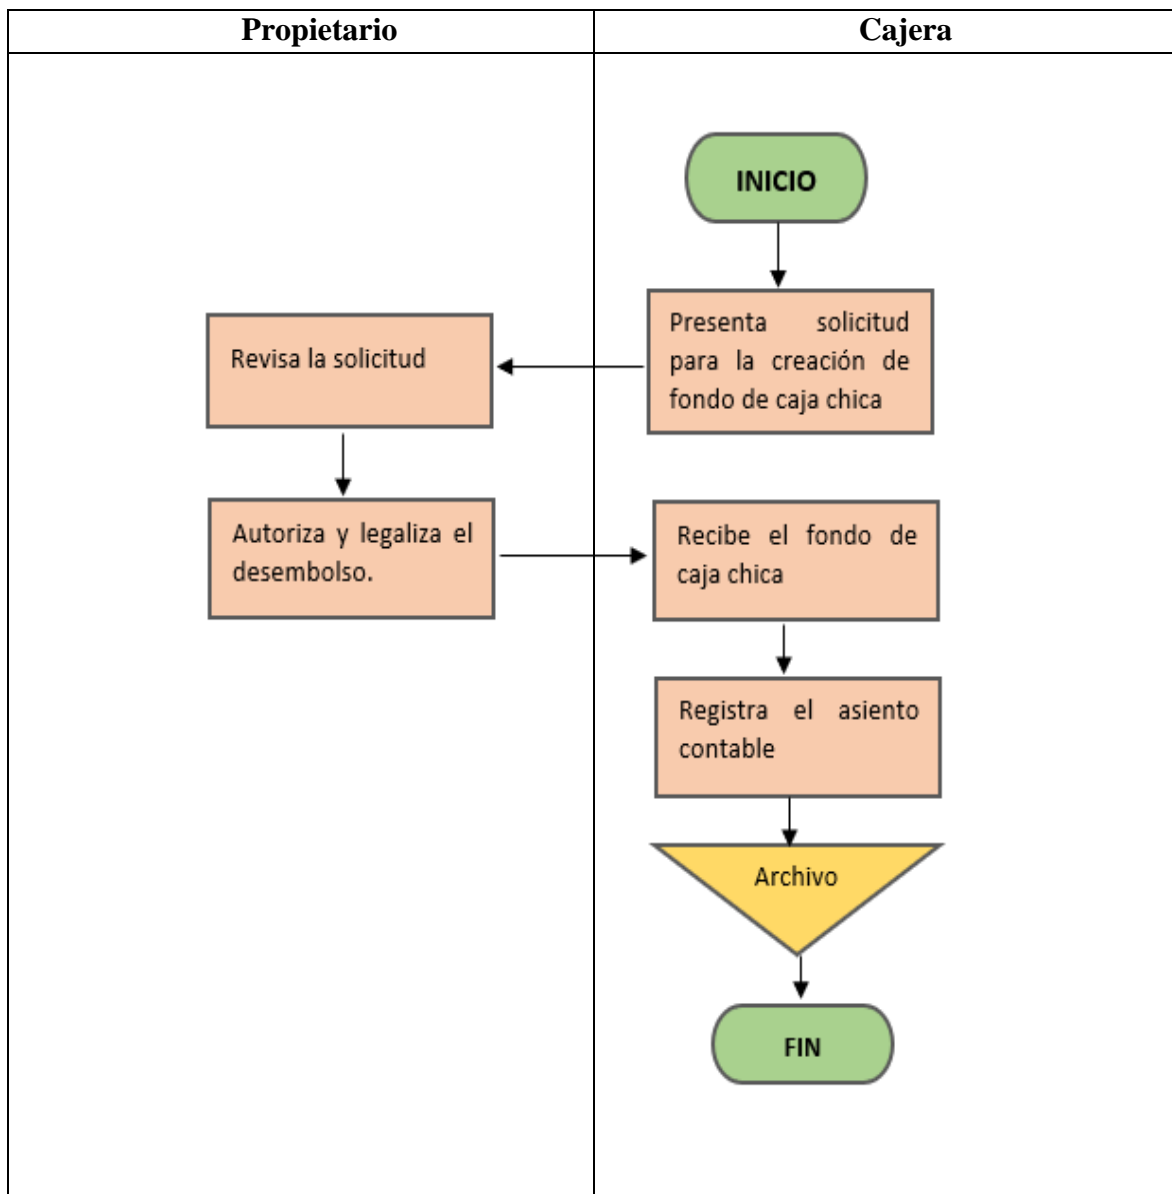 Propietario
Cajera
INICIO
Presenta solicitud
para la creación de
fondo de caja chica
Revisa la solicitud
Autoriza y legaliza el
desembolso.
Recibe el fondo de
caja chica
Registra el asiento
contable
Archivo
FIN